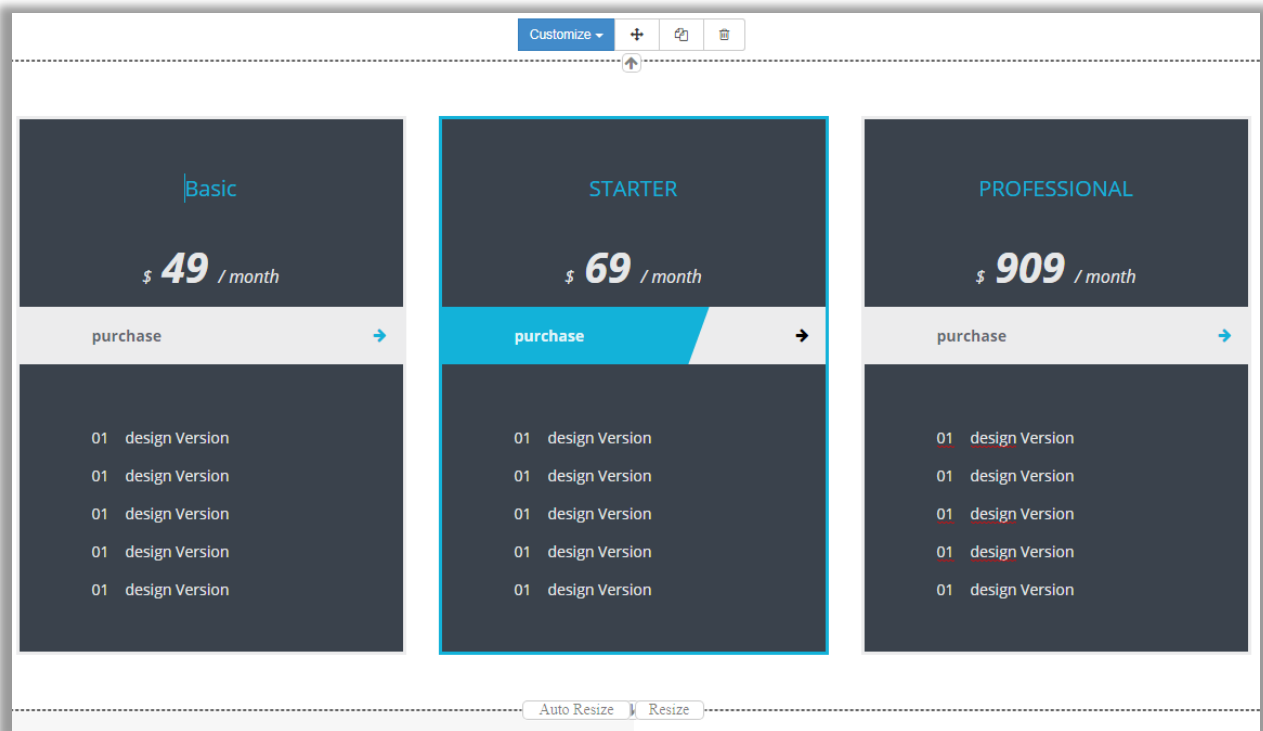 Customize
Basic
$ 49 / month
purchase
01 design Version
01 design Version
01 design Version
01 design Version
01 design Version
STARTER
$ 69 / month
purchase
01 design Version
01 design Version
01 design Version
01 design Version
01 design Version
PROFESSIONAL
$ 909 / month
purchase
01 design Version
01 design Version
01 design Version
01 design Version
01 design Version
Auto Resize Resize